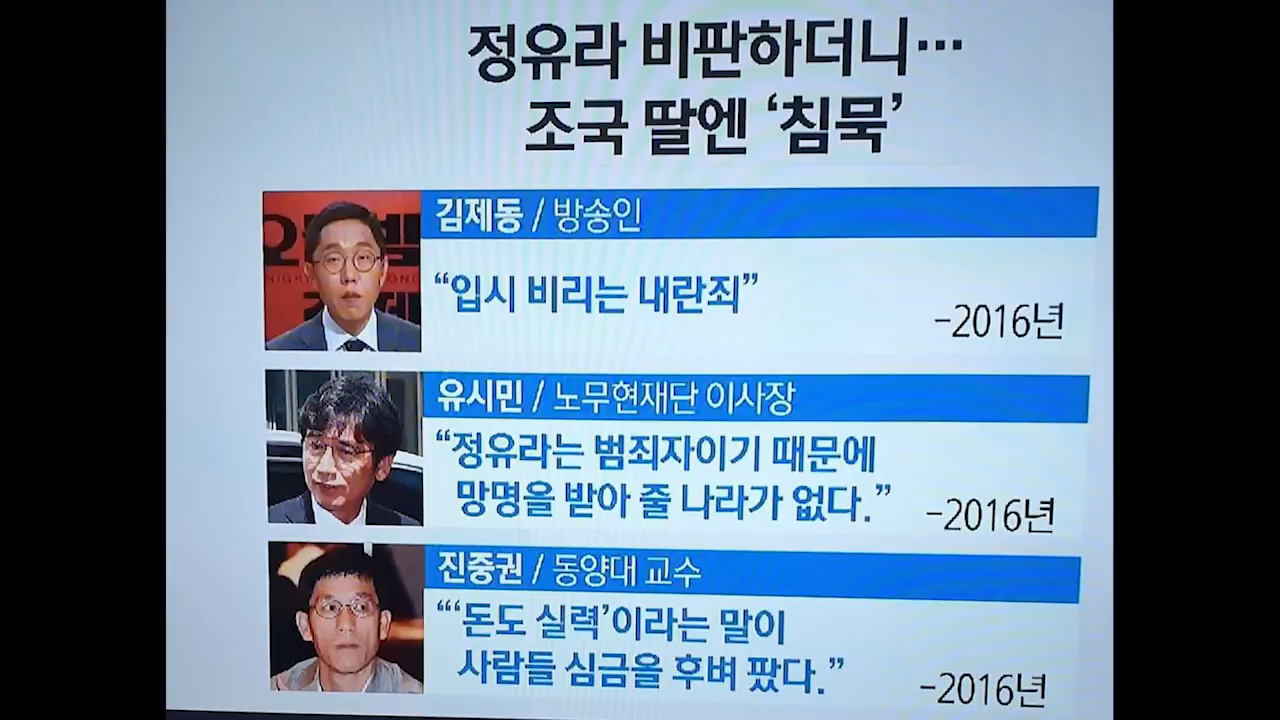 정유라 비판하더니…
조국 딸엔 ‘침묵’
김제동 / 방송인
“입시 비리는 내란죄”
-2016년
유시민 / 노무현재단 이사장
“정유라는 범죄자이기 때문에
망명을 받아 줄 나라가 없다.”
-2016년
진중권 / 동양대 교수
“‘돈도 실력’이라는 말이
사람들 심금을 후벼 팠다.”
-2016년